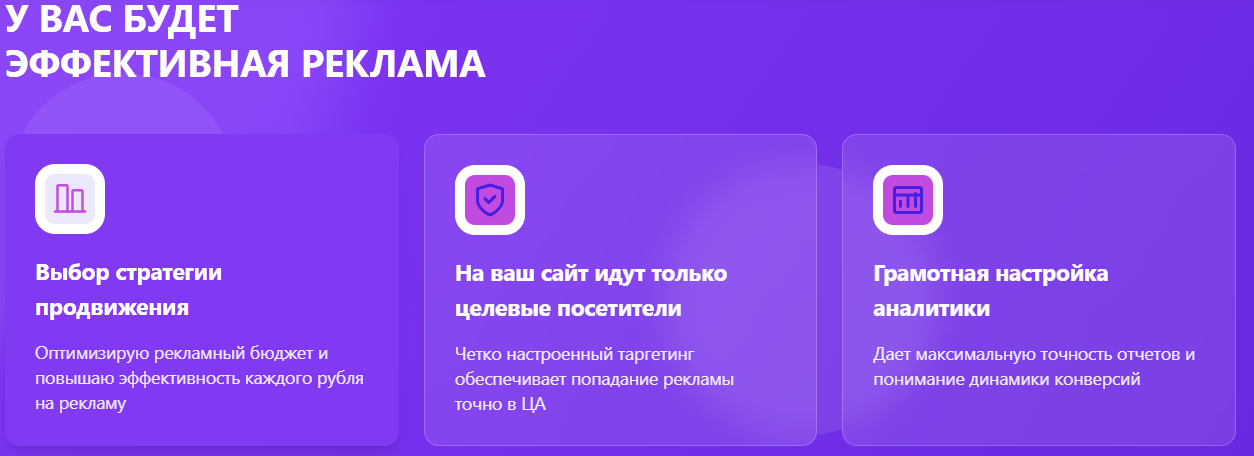 У ВАС БУДЕТ
ЭФФЕКТИВНАЯ РЕКЛАМА
Выбор стратегии
продвижения
Оптимизирую рекламный бюджет и
повышаю эффективность каждого рубля
на рекламу
На ваш сайт идут только
целевые посетители
Четко настроенный таргетинг
обеспечивает попадание рекламы
точно в ЦА
Грамотная настройка
аналитики
Дает максимальную точность отчетов и
понимание динамики конверсий